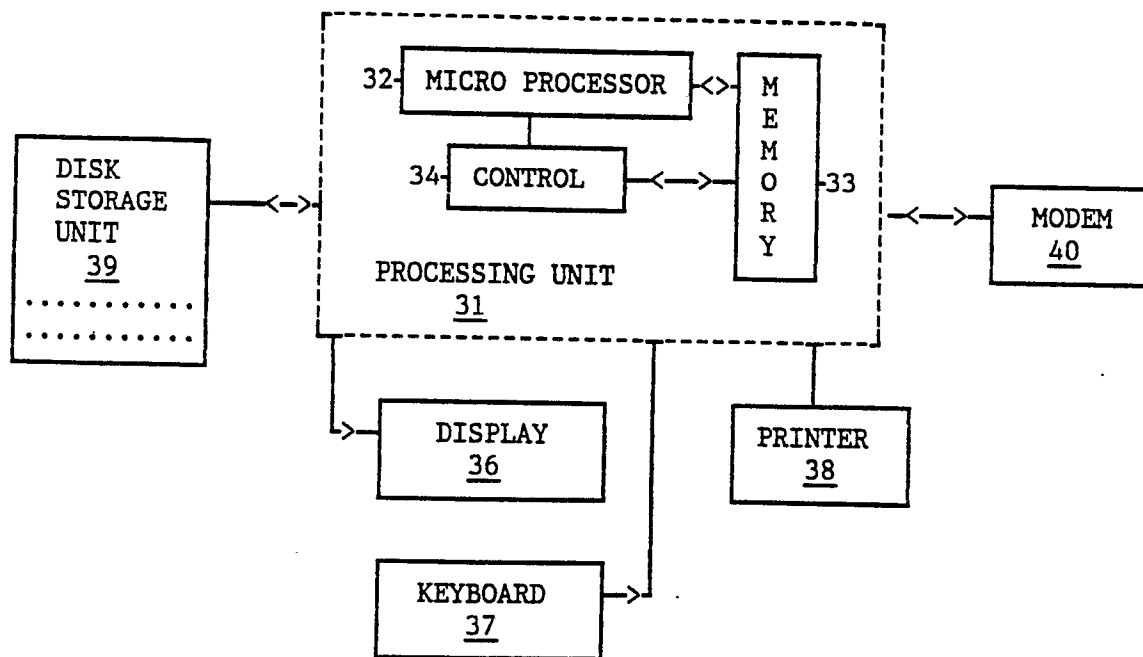 32 MICRO PROCESSOR
MEMORY
34 CONTROL
33
PROCESSING UNIT
31
DISK
STORAGE
UNIT
39
MODEM
40
DISPLAY
36
PRINTER
38
KEYBOARD
37